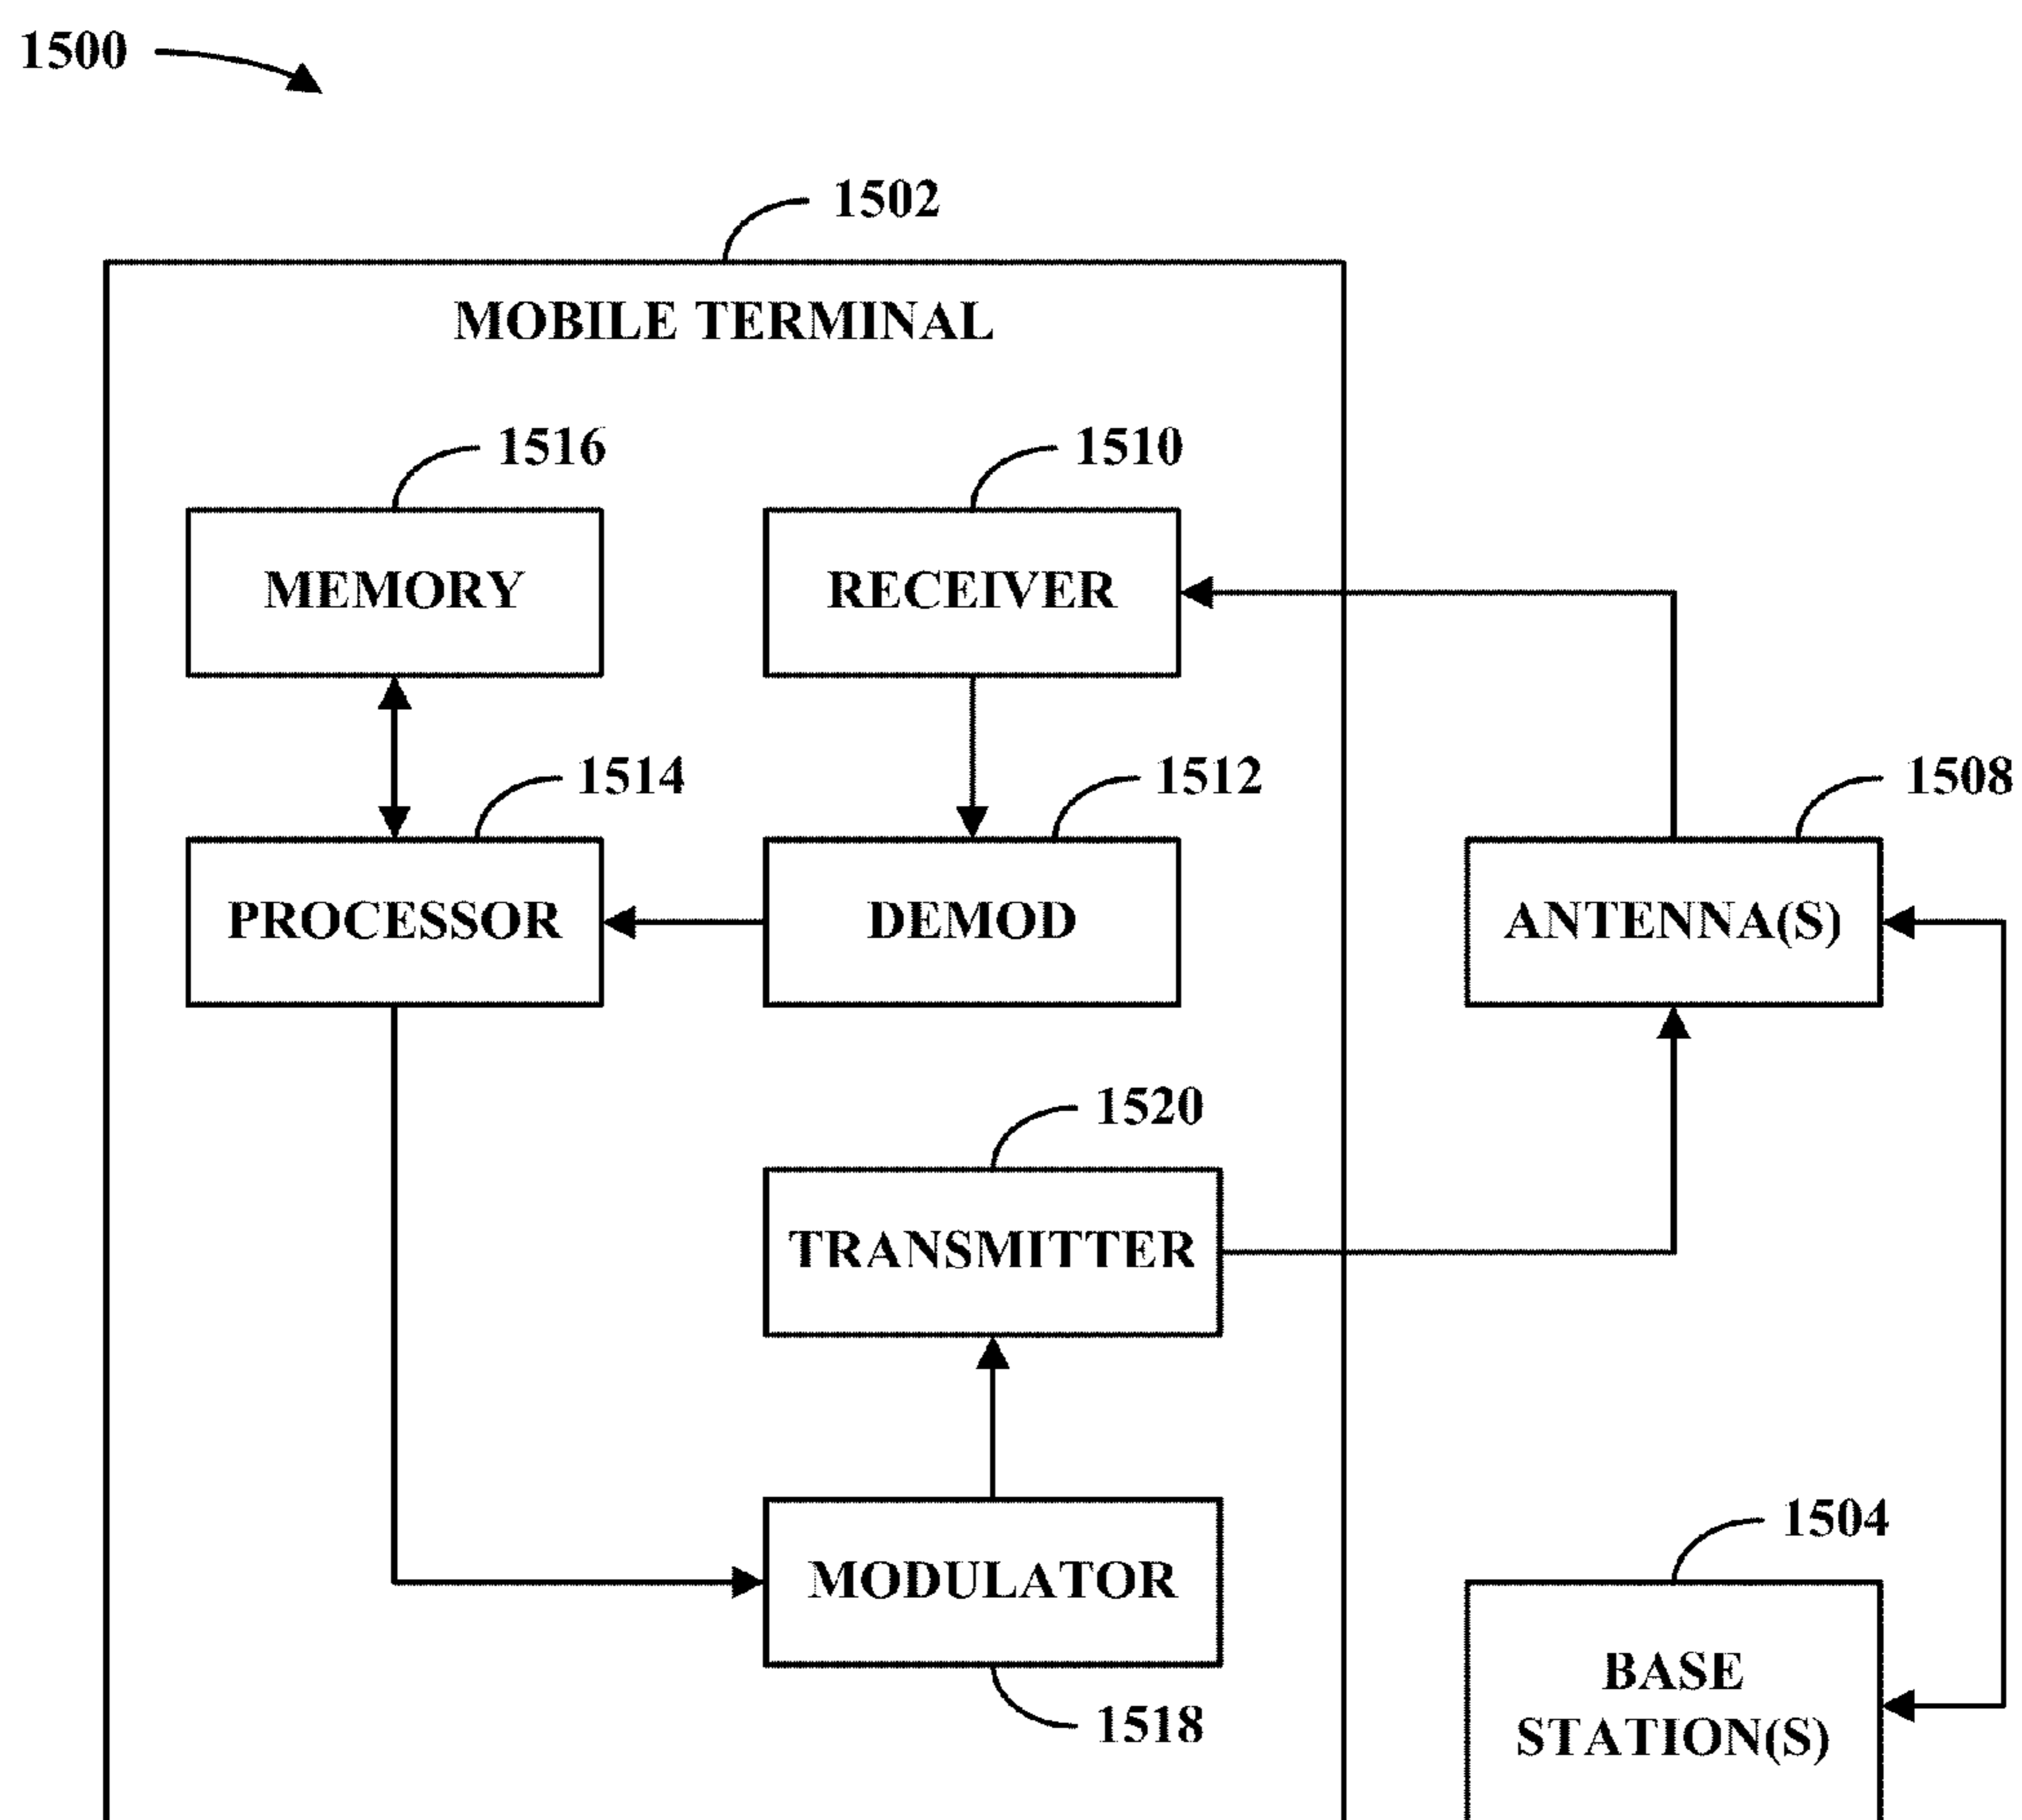 1500
1502
MOBILE TERMINAL
1516
1510
MEMORY
RECEIVER
1514
1512
1508
PROCESSOR
DEMOD
ANTENNA(S)
1520
TRANSMITTER
1504
MODULATOR
BASE
STATION(S)
1518